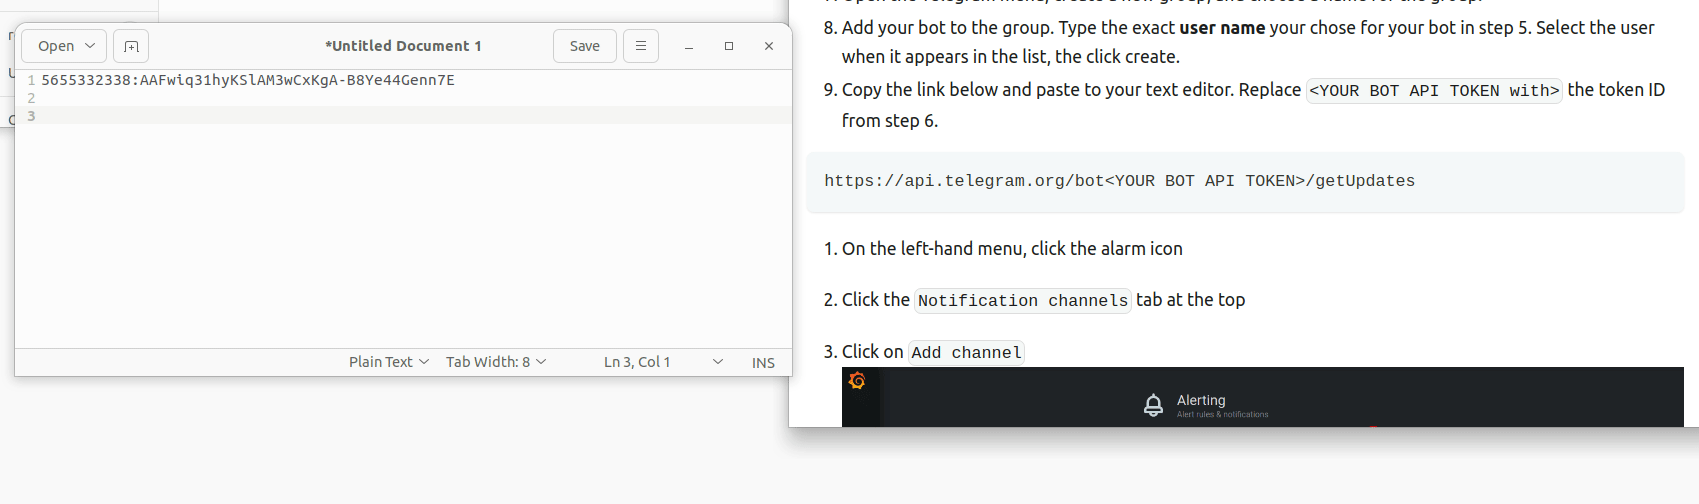 Open
*Untitled Document 1
Save
1 5655332338:AAFwiq31hyKSlAM3wCxKgA-B8Ye44Genn7E
2
3
Plain Text
Tab Width: 8
Ln 3, Col 1
INS
8. Add your bot to the group. Type the exact user name your chose for your bot in step 5. Select the user
when it appears in the list, the click create.
9. Copy the link below and paste to your text editor. Replace <YOUR BOT API TOKEN with> the token ID
from step 6.
https://api.telegram.org/bot<YOUR BOT API TOKEN>/getUpdates
1. On the left-hand menu, click the alarm icon
2. Click the Notification channels tab at the top
3. Click on Add channel
Alerting
Alert rules & notifications